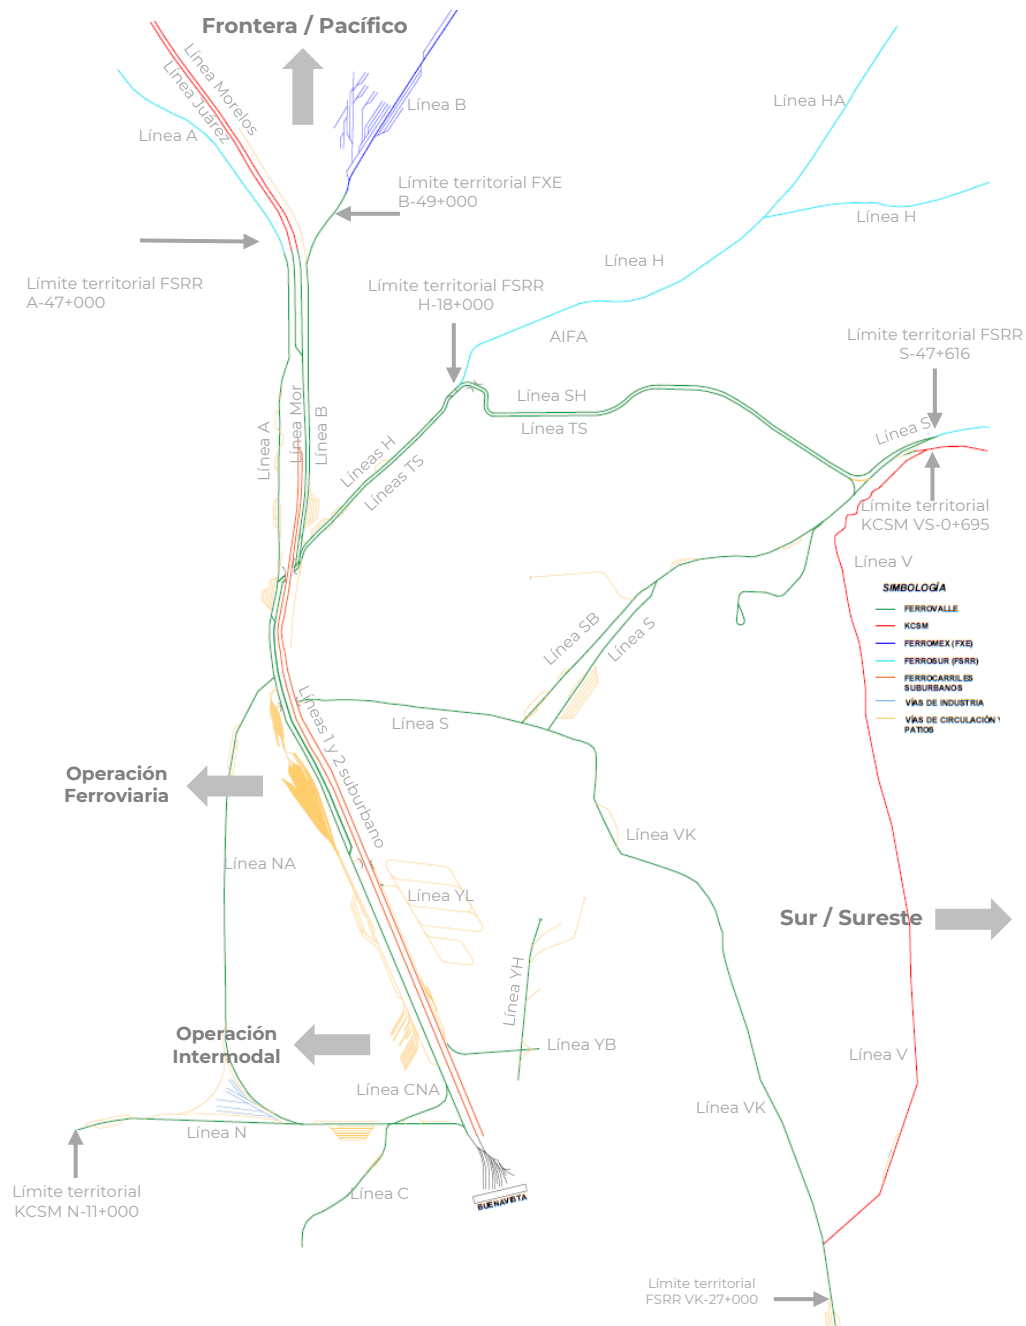 Frontera / Pacífico
Línea Morelos
Línea Juárez
Línea A
Línea B
Línea HA
Límite territorial FXE
B-49+000
Línea H
Línea H
Límite territorial FSRR
A-47+000
Límite territorial FSRR
H-18+000
AIFA
Límite territorial FSRR
S-47+616
Línea SH
Línea TS
Línea S
Línea A
Línea Mor
Línea B
Líneas H
Líneas TS
Límite territorial
KCSM VS-0+695
Línea V
SIMBOLOGÍA
FERROVALLE
KCSM
FERROMEX (FXE)
FERROSUR (FSRR)
FERROCARRILES
SUBURBANOS
VÍAS DE INDUSTRIA
VÍAS DE CIRCULACIÓN Y
PATIOS
Línea SB
Línea S
Línea S
Líneas 1 y 2 suburbano
Operación
Ferroviaria
Línea VK
Línea NA
Línea YL
Sur / Sureste
Línea YH
Operación
Intermodal
Línea YB
Línea V
Línea CNA
Línea VK
Línea N
Límite territorial
KCSM N-11+000
Línea C
BUENAVISTA
Límite territorial
FSRR VK-27+000